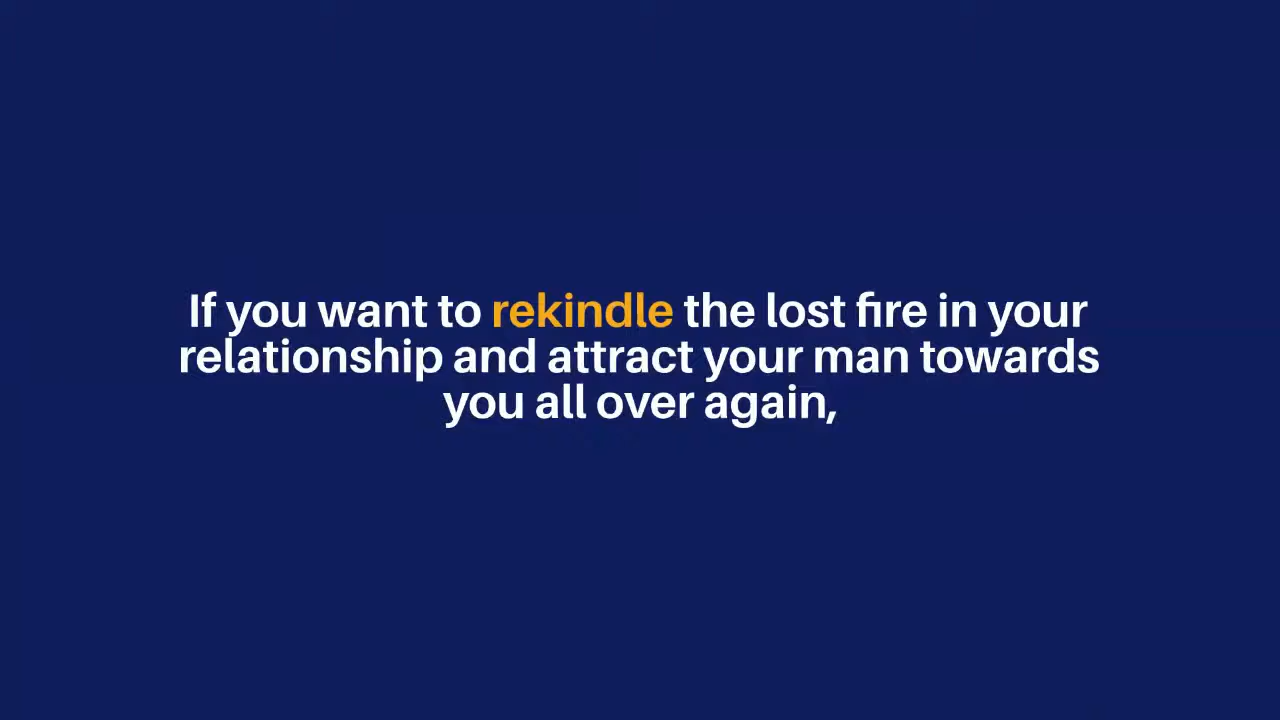 If you want to rekindle the lost fire in your
relationship and attract your man towards
you all over again,